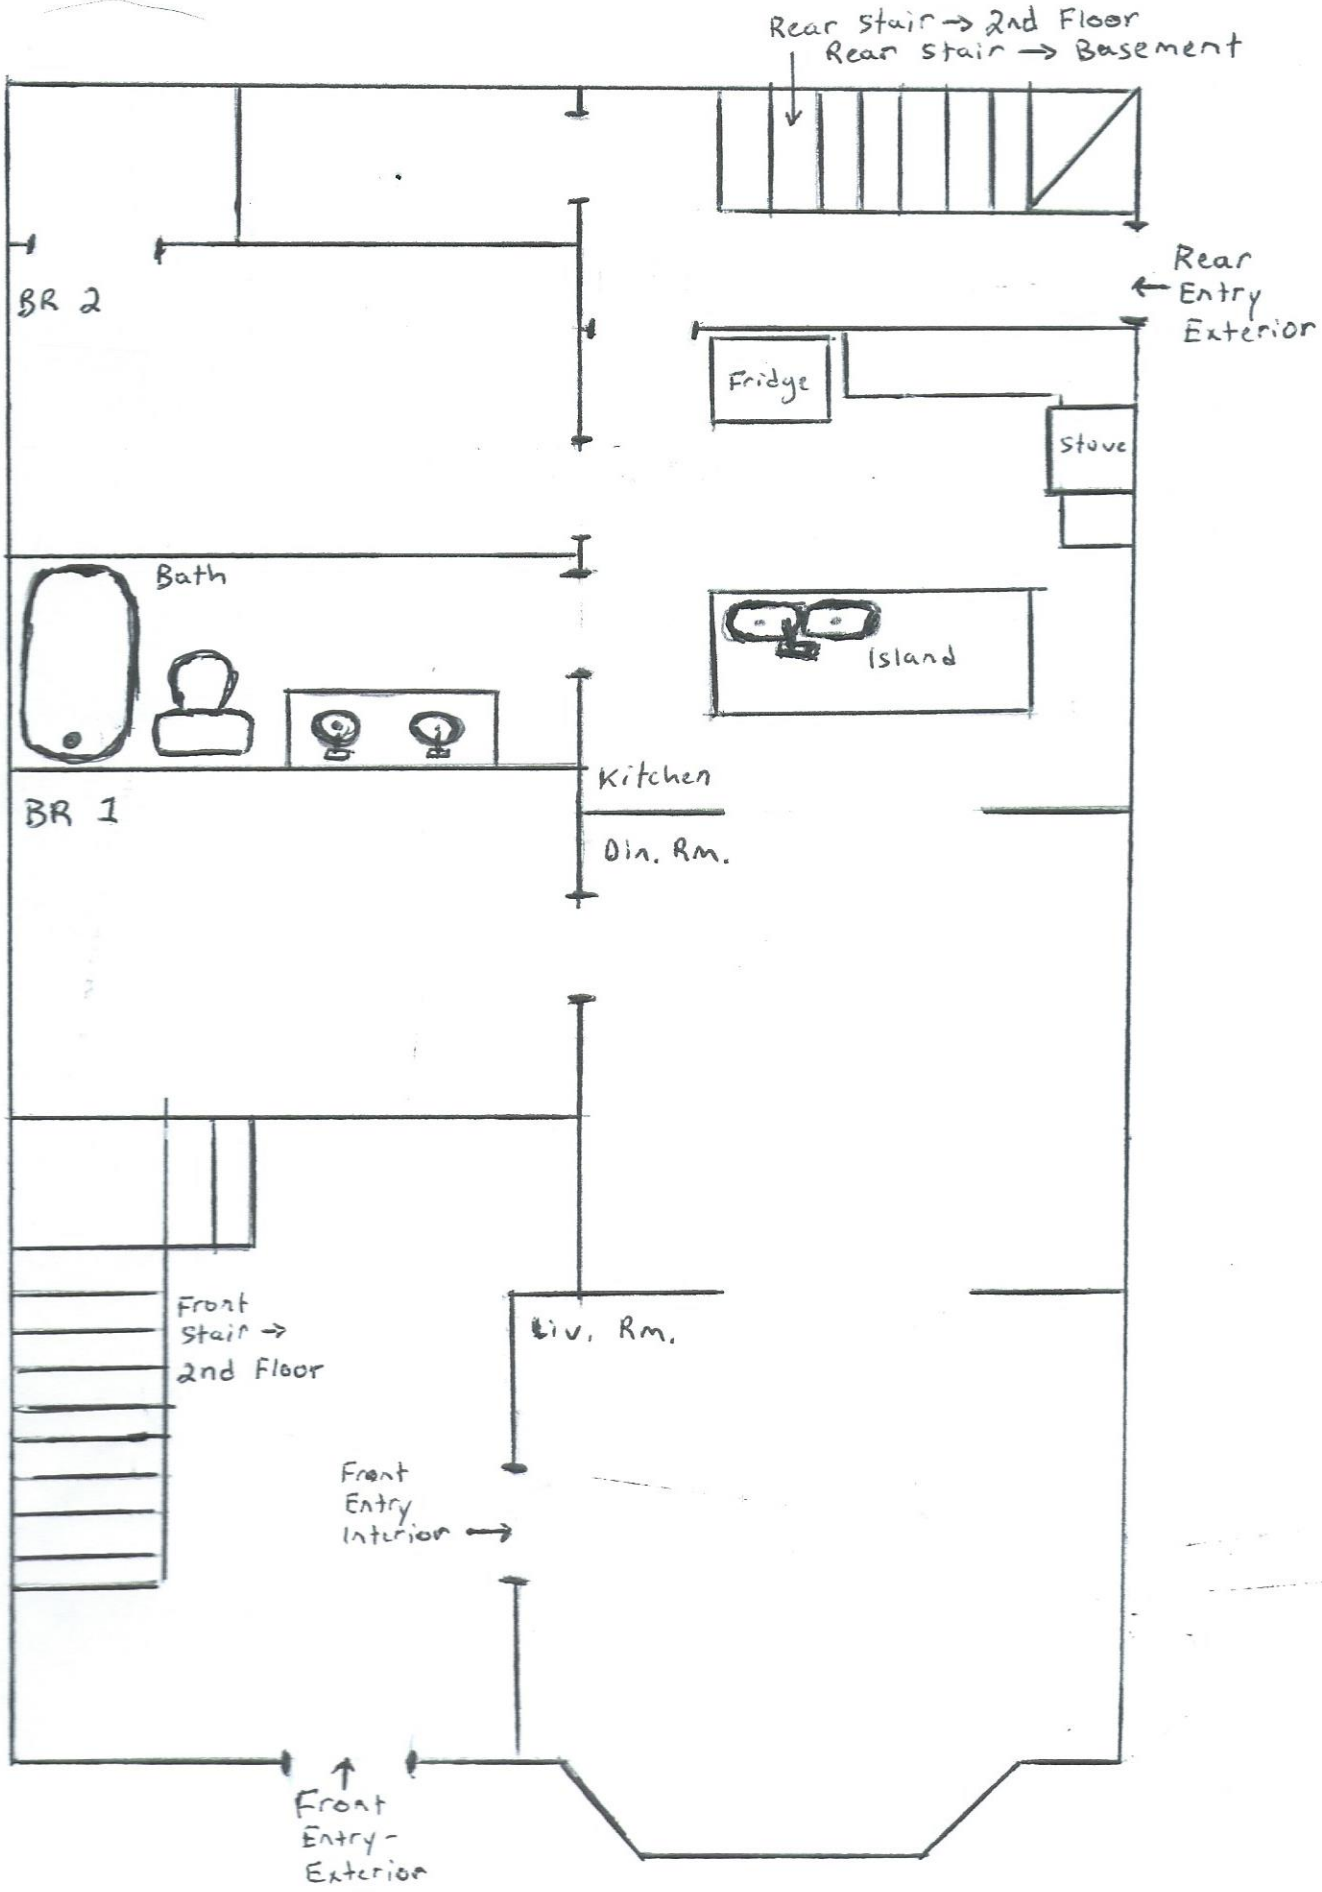 Rear Stair → 2nd Floor
Rear Stair → Basement
Rear
Entry
Exterior
BR 2
Fridge
Stove
Bath
Island
Kitchen
BR 1
Din. Rm.
Front
Stair →
2nd Floor
Liv. Rm.
Front
Entry
Interior →
Front
Entry-
Exterior